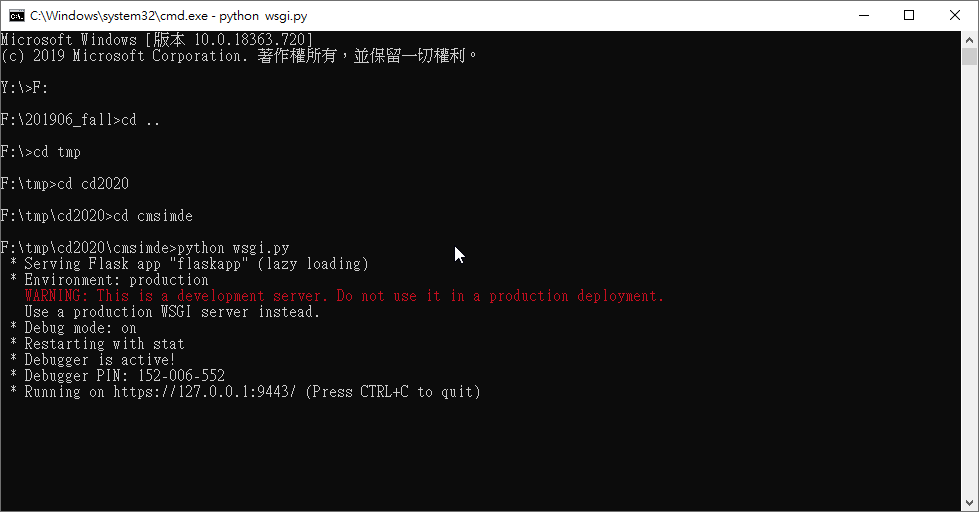 C:\Windows\system32\cmd.exe - python  wsgi.py
Microsoft Windows [版本 10.0.18363.720]
(c) 2019 Microsoft Corporation. 著作權所有，並保留一切權利。
Y:\>F:
F:\201906_fall>cd ..
F:\>cd tmp
F:\tmp>cd cd2020
F:\tmp\cd2020>cd cmsimde
F:\tmp\cd2020\cmsimde>python wsgi.py
 * Serving Flask app "flaskapp" (lazy loading)
 * Environment: production
   WARNING: This is a development server. Do not use it in a production deployment.
   Use a production WSGI server instead.
 * Debug mode: on
 * Restarting with stat
 * Debugger is active!
 * Debugger PIN: 152-006-552
 * Running on https://127.0.0.1:9443/ (Press CTRL+C to quit)